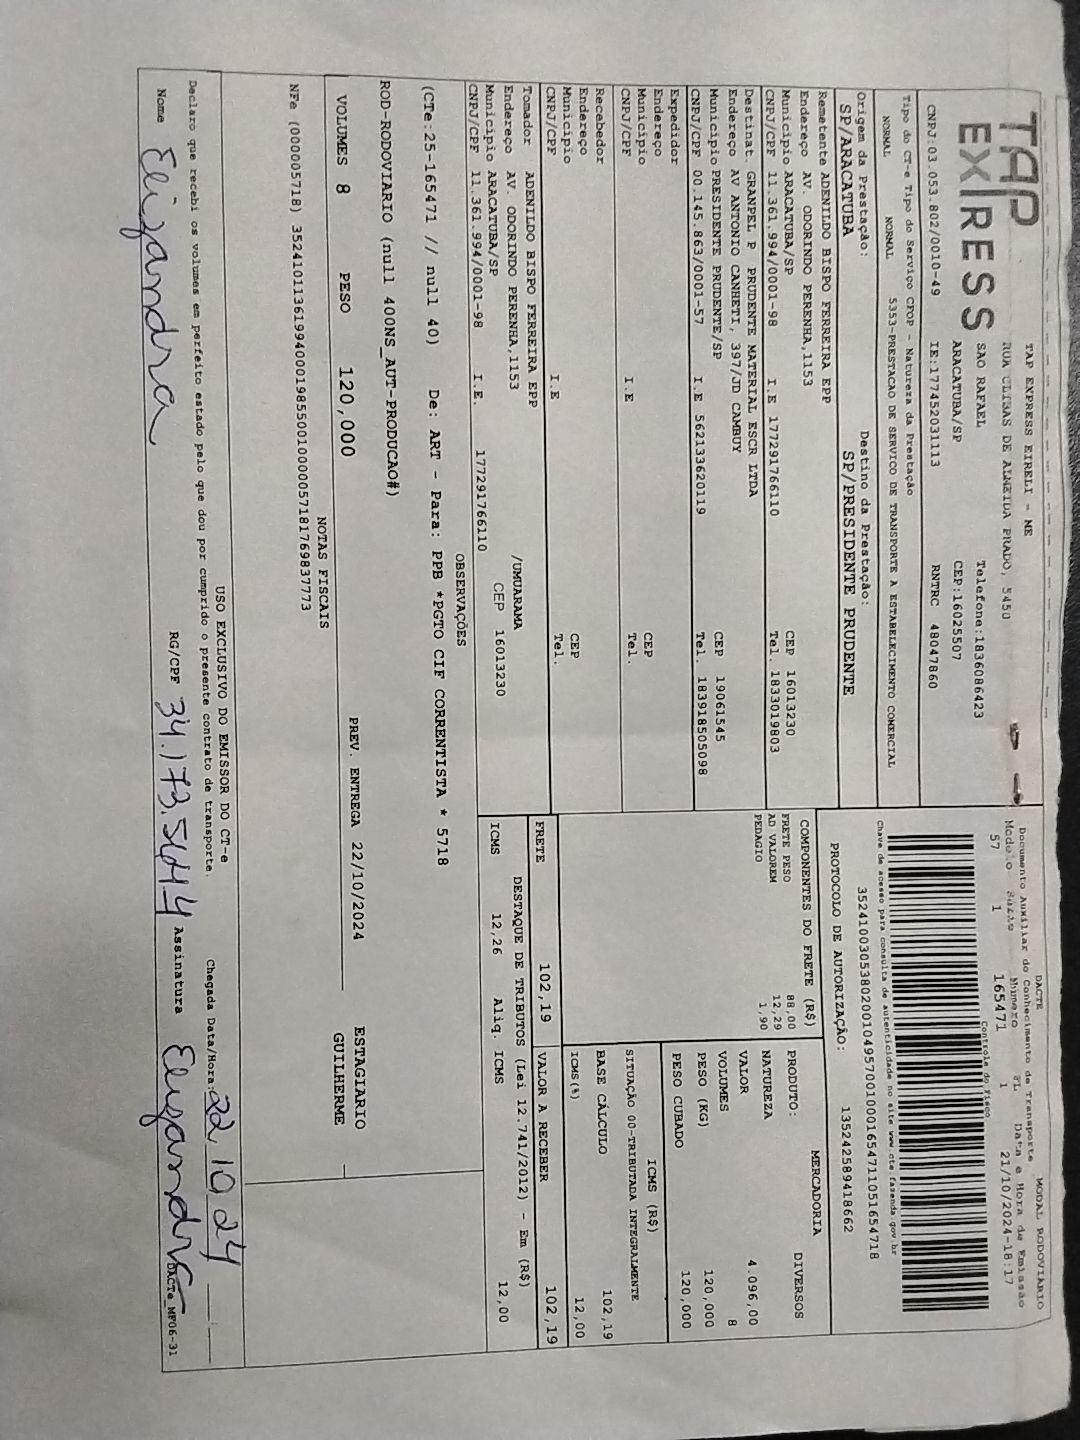 TAP EXPRESS
TAP EXPRESS EIRELI - ME
RUA CLIBAS DE ALMEIDA PRADO, 5450
SAO RAFAEL Telefone:1836086423
ARACATUBA/SP CEP:16025507
CNPJ:03.053.802/0010-49 IE:177452031113 RNTRC 48047860
DACTE MODAL RODOVIARIO
Documento Auxiliar do Conhecimento de Transporte
Modelo Série Número FL Data e Hora de Emissão
57 1 165471 1 21/10/2024-18:17
Controle do Fisco
Chave de acesso para consulta de autenticidade no site www.cte.fazenda.gov.br
35241003053802001049570010001654711051654718
PROTOCOLO DE AUTORIZAÇÃO: 135242589418662
Tipo do CT-e Tipo do Serviço CFOP - Natureza da Prestação
NORMAL NORMAL 5353-PRESTACAO DE SERVICO DE TRANSPORTE A ESTABELECIMENTO COMERCIAL
Origem da Prestação: Destino da Prestação:
SP/ARACATUBA SP/PRESIDENTE PRUDENTE
Remetente ADENILDO BISPO FERREIRA EPP
Endereço AV. ODORINDO PERENHA,1153
Município ARACATUBA/SP CEP 16013230
CNPJ/CPF 11.361.994/0001-98 I.E 177291766110 Tel. 1833019803
Destinat. GRANPEL P PRUDENTE MATERIAL ESCR LTDA
Endereço AV ANTONIO CANHETI, 397/JD CAMBUY
Município PRESIDENTE PRUDENTE/SP CEP 19061545
CNPJ/CPF 00.145.863/0001-57 I.E 562133620119 Tel. 18391850 5098
Expedidor
Endereço
Município CEP
CNPJ/CPF I.E Tel.
Recebedor
Endereço
Município CEP
CNPJ/CPF I.E Tel.
Tomador ADENILDO BISPO FERREIRA EPP
Endereço AV. ODORINDO PERENHA,1153 /UMUARAMA
Município ARACATUBA/SP CEP 16013230
CNPJ/CPF 11.361.994/0001-98 I.E. 177291766110
COMPONENTES DO FRETE (R$)
FRETE PESO 88,00
AD VALOREM 12,29
PEDAGIO 1,90
MERCADORIA
PRODUTO: DIVERSOS
NATUREZA
VALOR 4.096,00
VOLUMES 8
PESO (KG) 120,000
PESO CUBADO 120,000
ICMS (R$)
SITUAÇÃO 00-TRIBUTADA INTEGRALMENTE
BASE CÁLCULO 102,19
ICMS(%) 12,00
FRETE 102,19 VALOR A RECEBER 102,19
DESTAQUE DE TRIBUTOS (Lei 12.741/2012) - Em (R$)
ICMS 12,26 Aliq. ICMS 12,00
OBSERVAÇÕES
(CTe:25-165471 // null 40) De: ART - Para: PPB *PGTO CIF CORRENTISTA * 5718
ROD-RODOVIARIO (null 400NS_AUT-PRODUCAO#)
VOLUMES 8 PESO 120,000 PREV. ENTREGA 22/10/2024 ESTAGIARIO
GUILHERME
NOTAS FISCAIS
NFe (000005718) 35241011361994000198550010000057181769837773
USO EXCLUSIVO DO EMISSOR DO CT-e
Declaro que recebi os volumes em perfeito estado pelo que dou por cumprido o presente contrato de transporte. Chegada Data/Hora: 22 10 24
Nome Elizandra RG/CPF 34.173.564-4 Assinatura Elizandra
DACTe_MF06-31